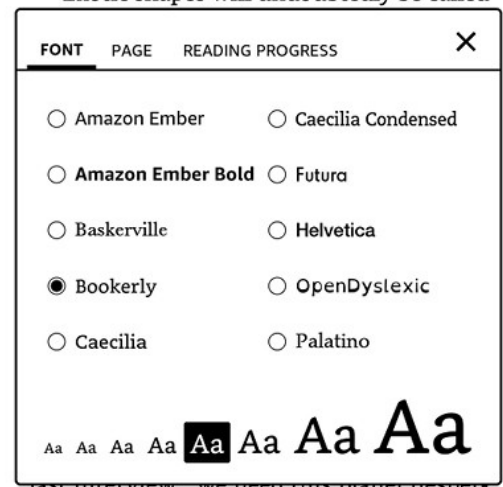 FONT PAGE READING PROGRESS
Amazon Ember Caecilia Condensed
Amazon Ember Bold Futura
Baskerville Helvetica
Bookerly OpenDyslexic
Caecilia Palatino
Aa Aa Aa Aa Aa Aa Aa Aa